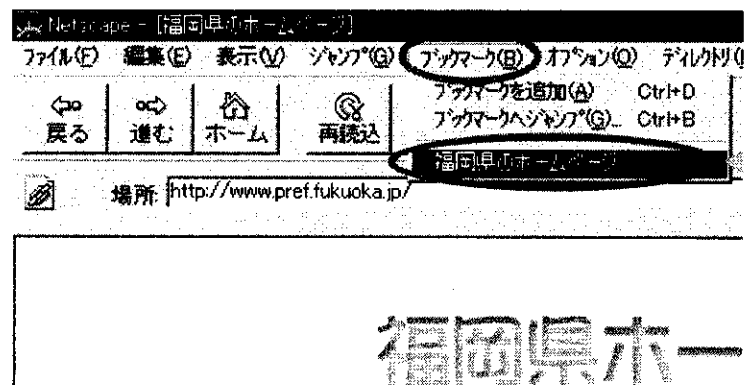 Netscape - [福岡県のホームページ]
ファイル(F) 編集(E) 表示(V) ジャンプ(G) ブックマーク(B) オプション(O) ディレクトリ(
ブックマークを追加(A) Ctrl+D
ブックマークへジャンプ(G)... Ctrl+B
福岡県のホームページ
戻る 進む ホーム 再読込
場所: http://www.pref.fukuoka.jp/
福岡県ホー